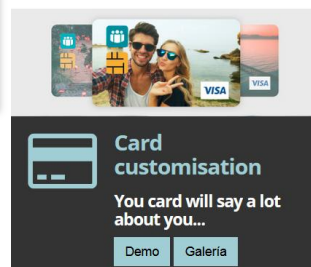 VISA
VISA
Card
customisation
You card will say a lot
about you...
Demo
Galería